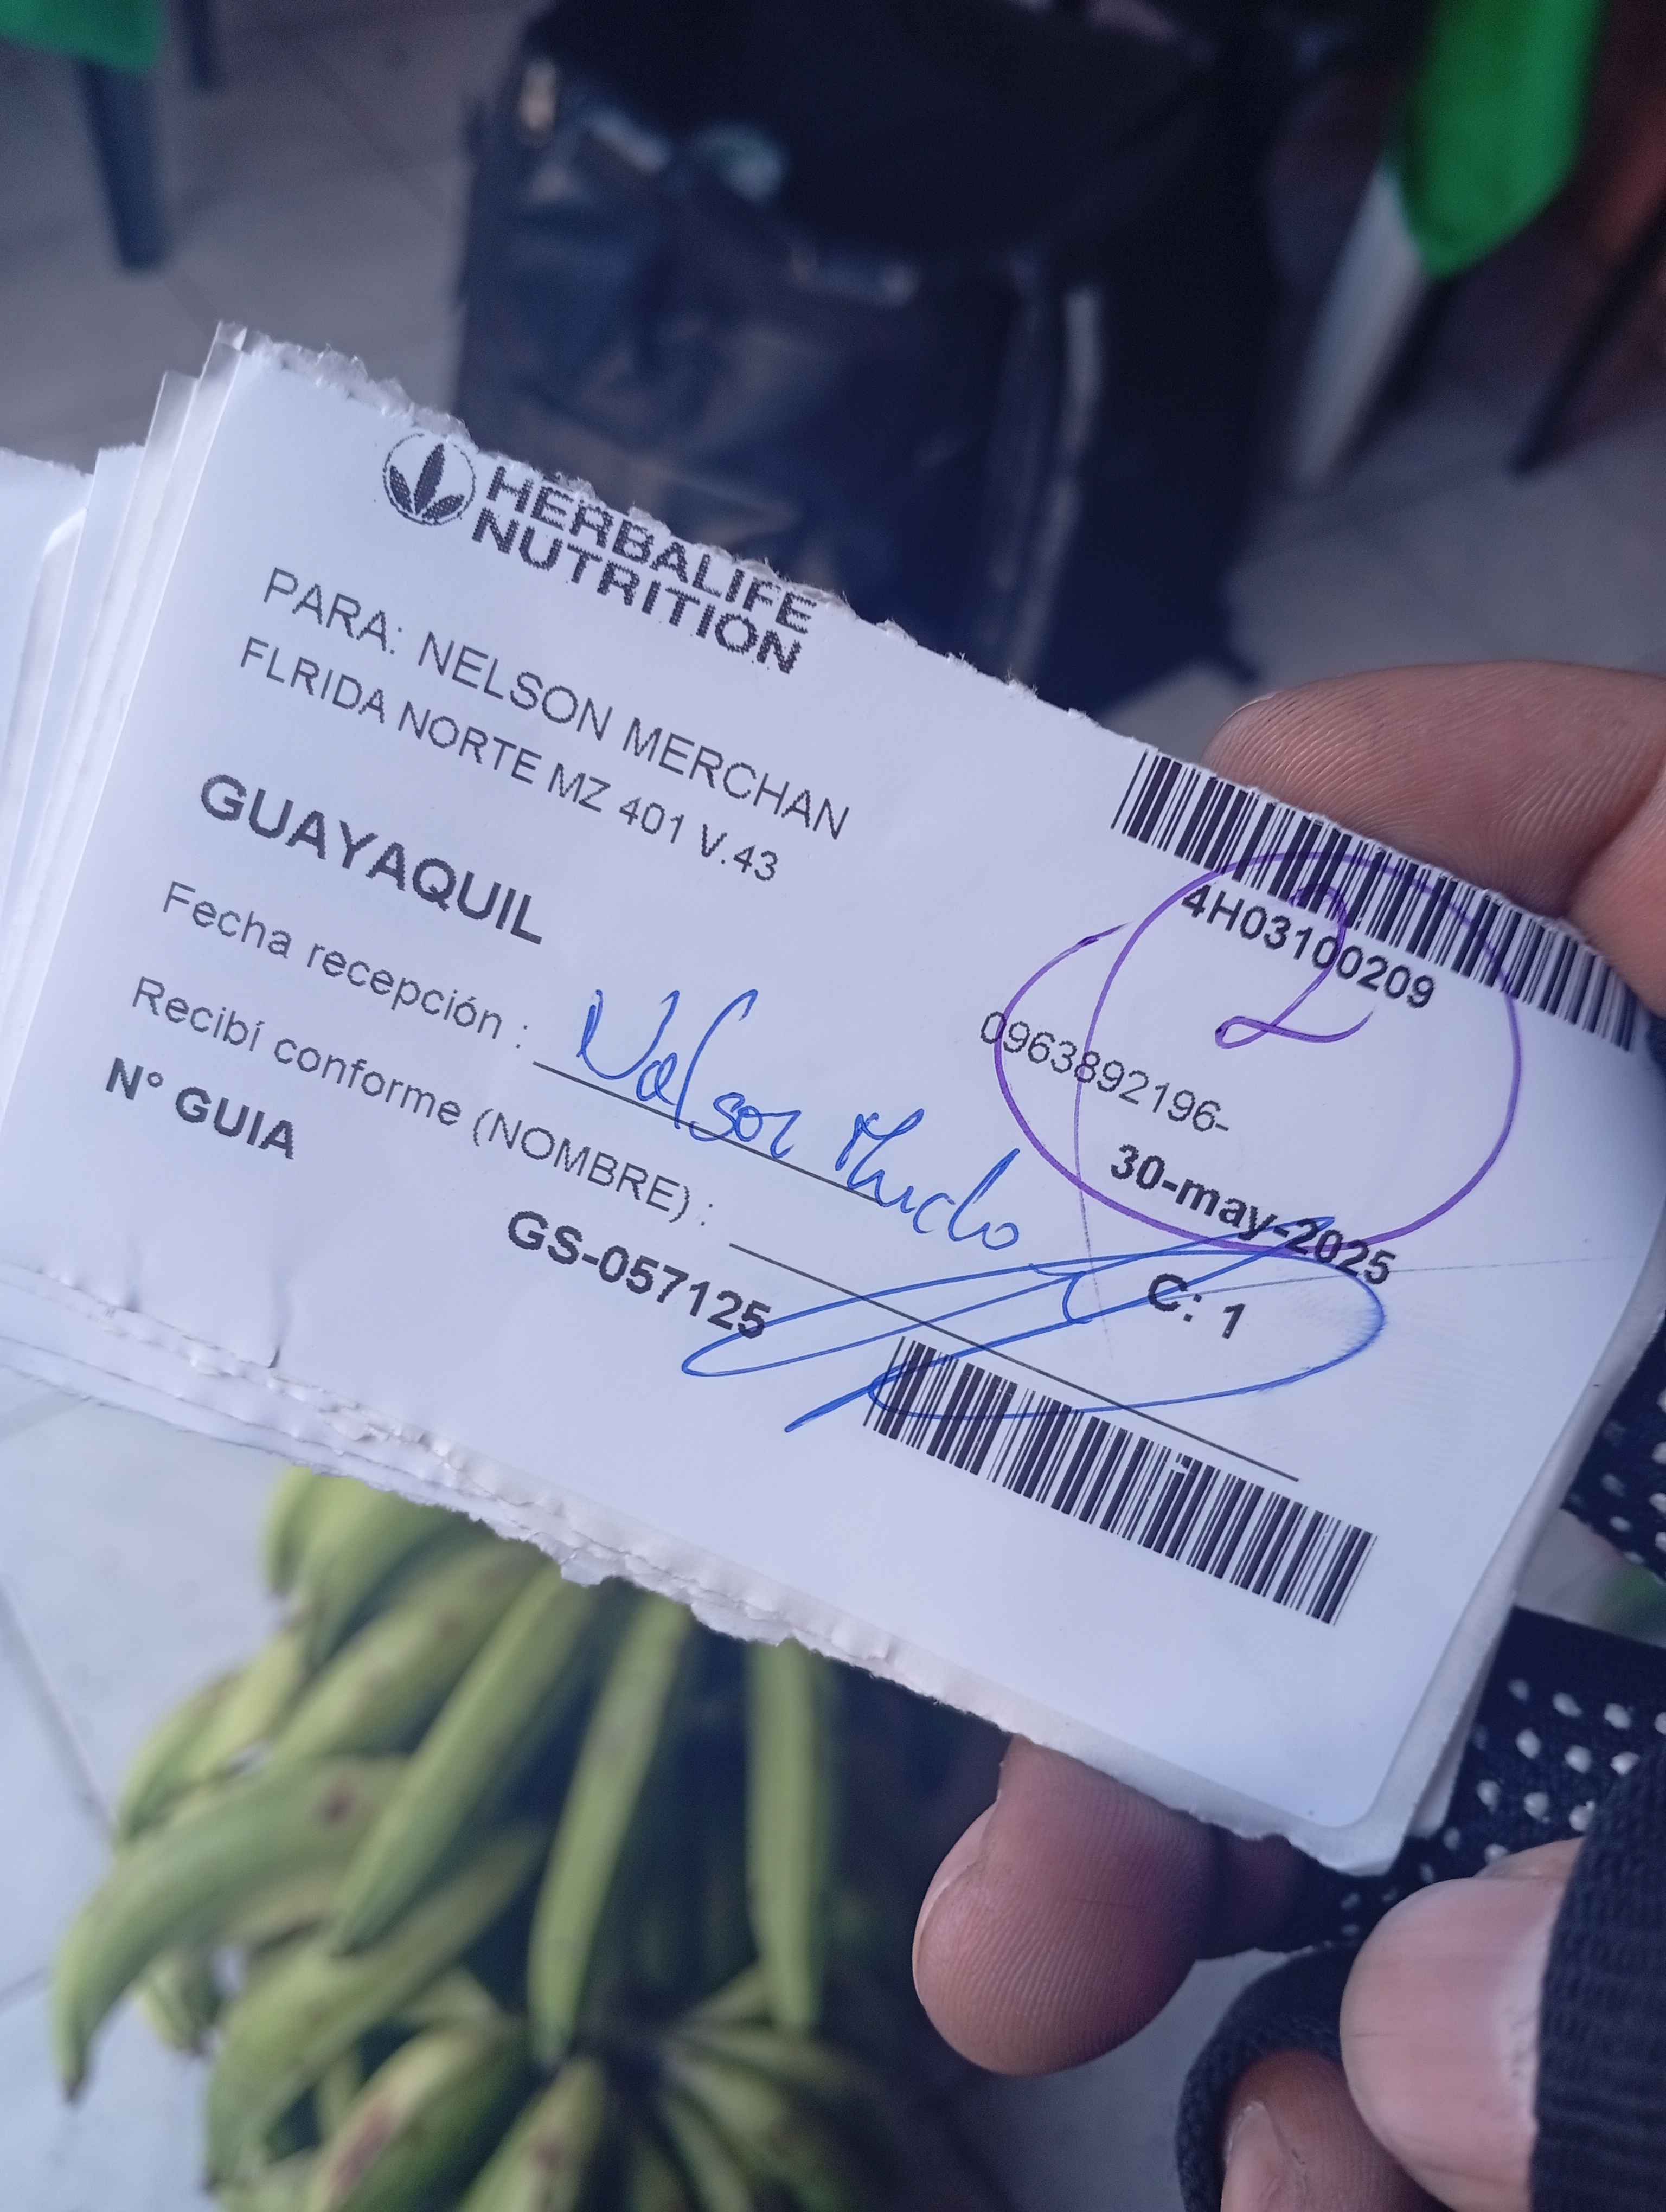 HERBALIFE
NUTRITION
PARA: NELSON MERCHAN
FLRIDA NORTE MZ 401 V.43
GUAYAQUIL
4H03100209
2
0963892196-
30-may-2025
C: 1
Fecha recepción :
Recibí conforme (NOMBRE) :
Nº GUIA
GS-057125